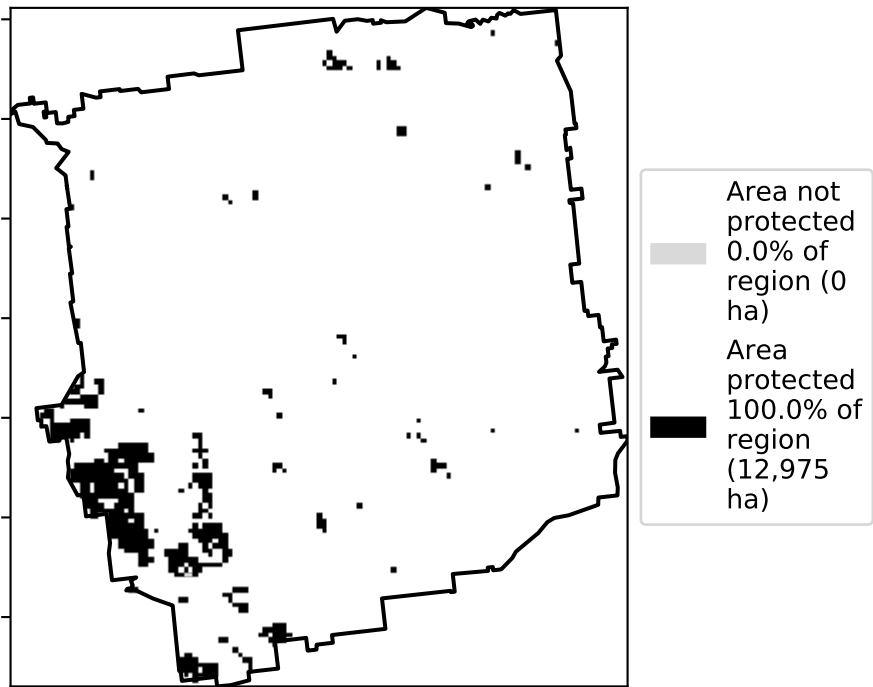 Area not
protected
0.0% of
region (0
ha)
Area
protected
100.0% of
region
(12,975
ha)